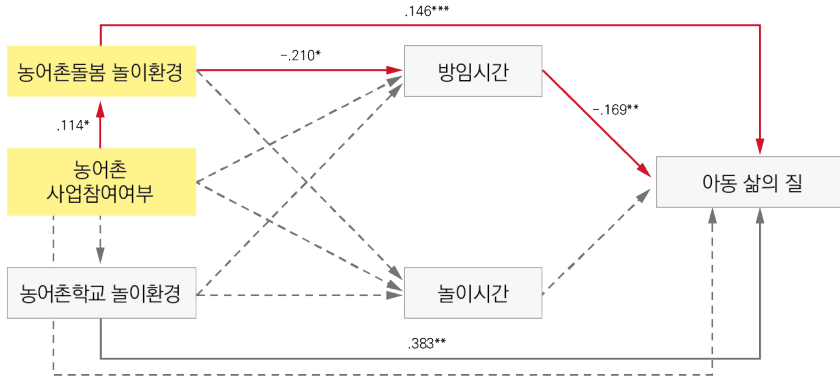 .146***
농어촌돌봄 놀이환경
-.210*
방임시간
.114*
-.169**
농어촌
사업참여여부
아동 삶의 질
농어촌학교 놀이환경
놀이시간
.383**